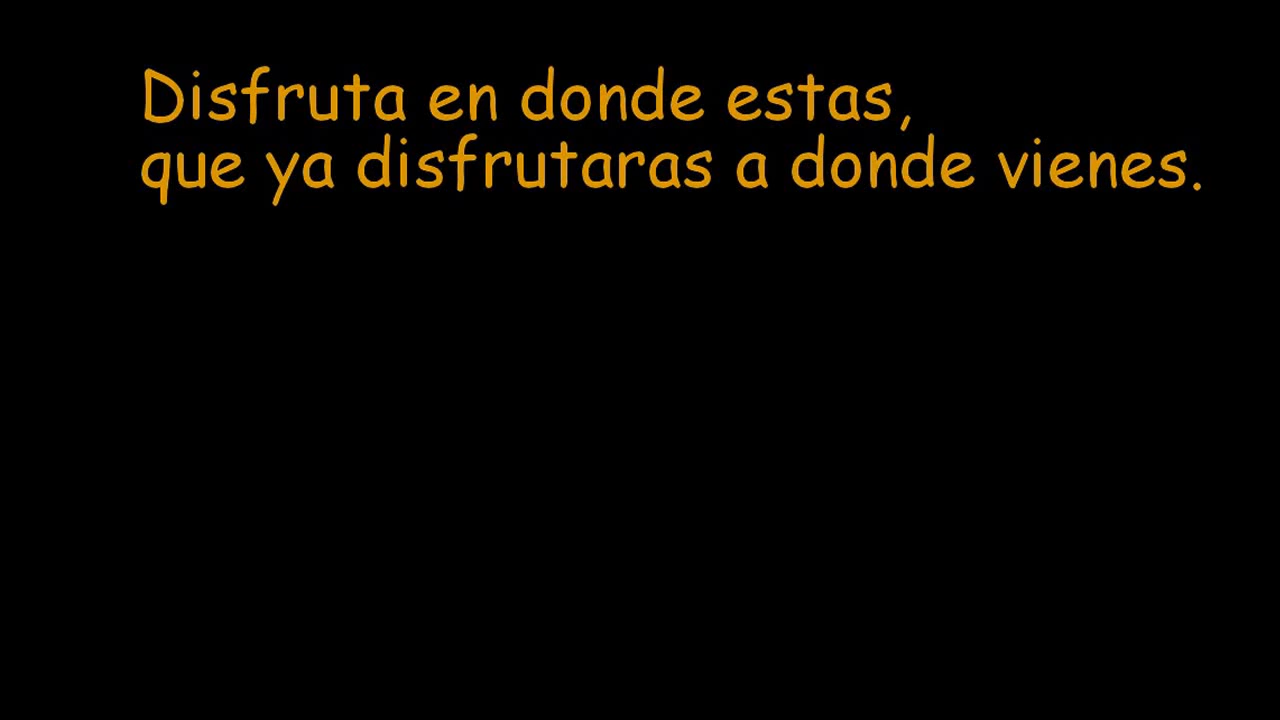 Disfruta en donde estas,
que ya disfrutaras a donde vienes.